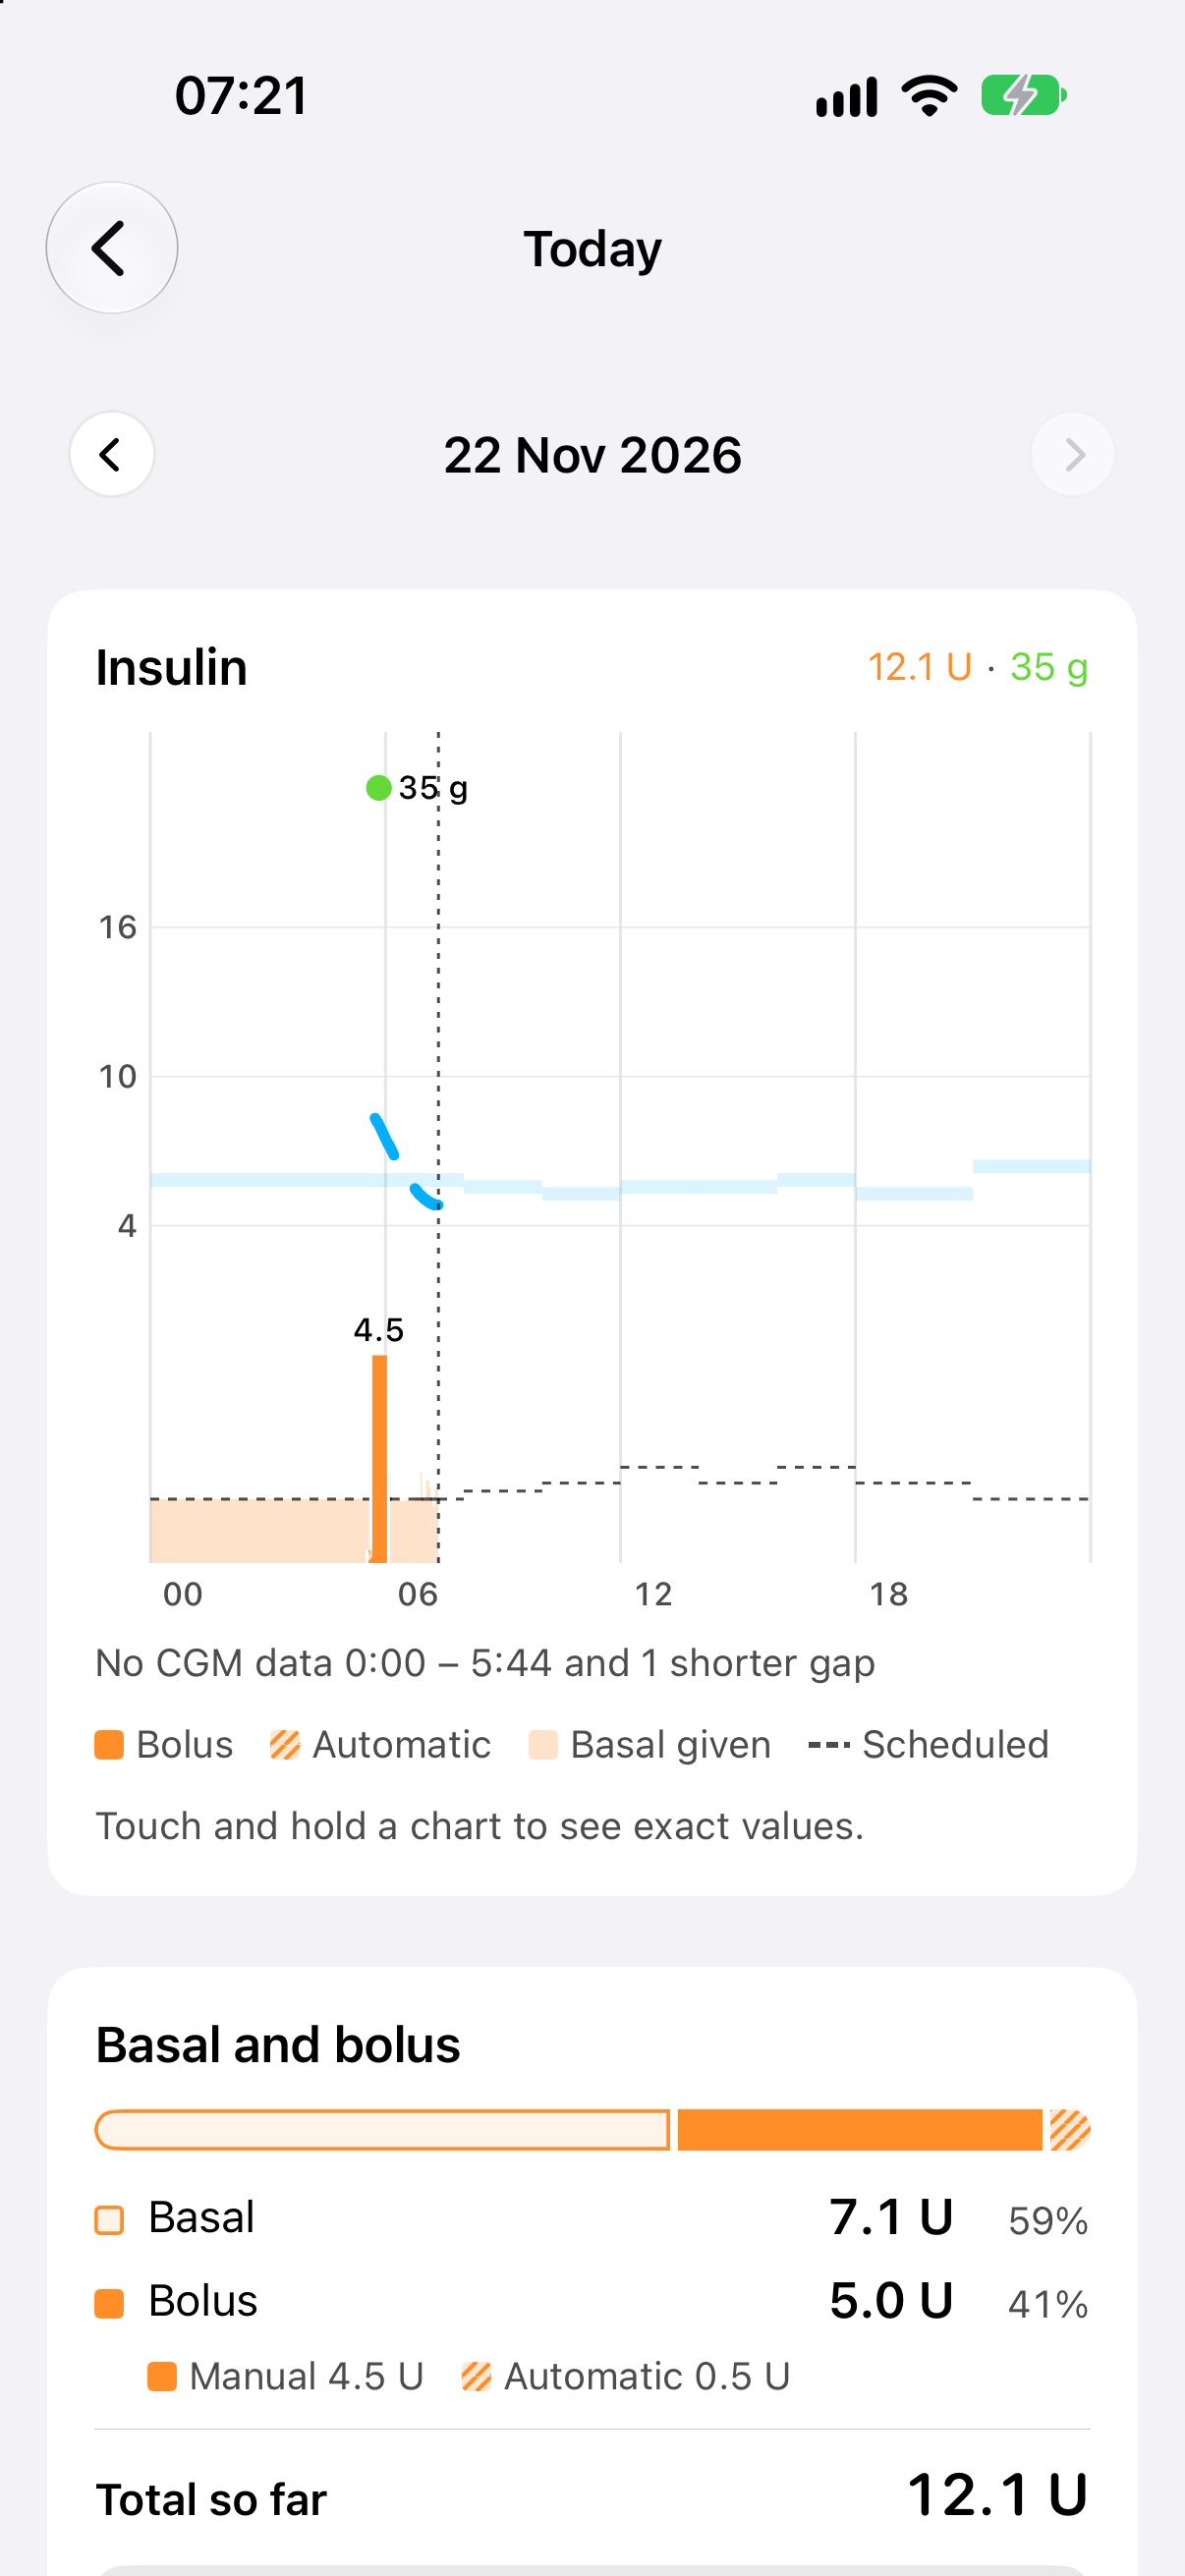 07:21
Today
22 Nov 2026
Insulin 12.1 U · 35 g
35 g
16
10
4
4.5
00 06 12 18
No CGM data 0:00 – 5:44 and 1 shorter gap
Bolus Automatic Basal given Scheduled
Touch and hold a chart to see exact values.
Basal and bolus
Basal 7.1 U 59%
Bolus 5.0 U 41%
Manual 4.5 U Automatic 0.5 U
Total so far 12.1 U